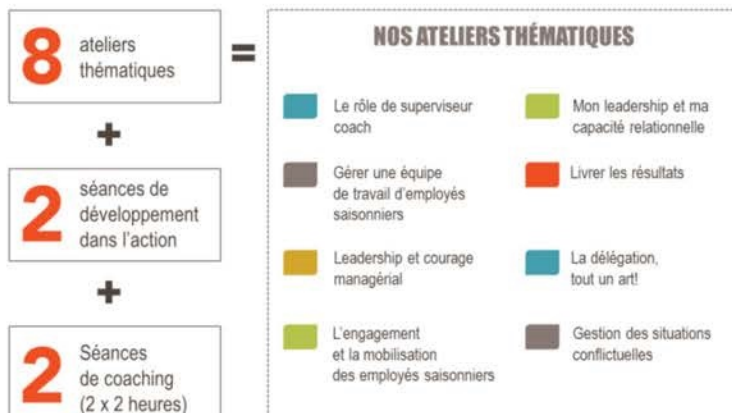 8
ateliers
thématiques
+
2
séances de
développement
dans l'action
+
2
Séances
de coaching
(2 x 2 heures)
=
NOS ATELIERS THÉMATIQUES
Le rôle de superviseur
coach
Gérer une équipe
de travail d'employés
saisonniers
Leadership et courage
managérial
L'engagement
et la mobilisation
des employés saisonniers
Mon leadership et ma
capacité relationnelle
Livrer les résultats
La délégation,
tout un art!
Gestion des situations
conflictuelles